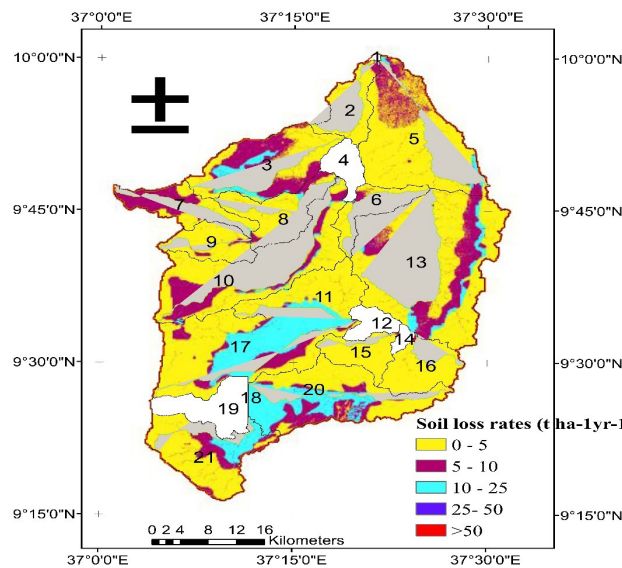 37°0'0"E 37°15'0"E 37°30'0"E
10°0'0"N 10°0'0"N
1
2
5
3
4
9°45'0"N 9°45'0"N
7
6
8
9
10
13
11
12
14
17
15
9°30'0"N 9°30'0"N
16
18
20
19
Soil loss rates (t ha-1yr-1
0 - 5
21
5 - 10
10 - 25
25- 50
>50
9°15'0"N 9°15'0"N
0 2 4 8 12 16
Kilometers
37°0'0"E 37°15'0"E 37°30'0"E